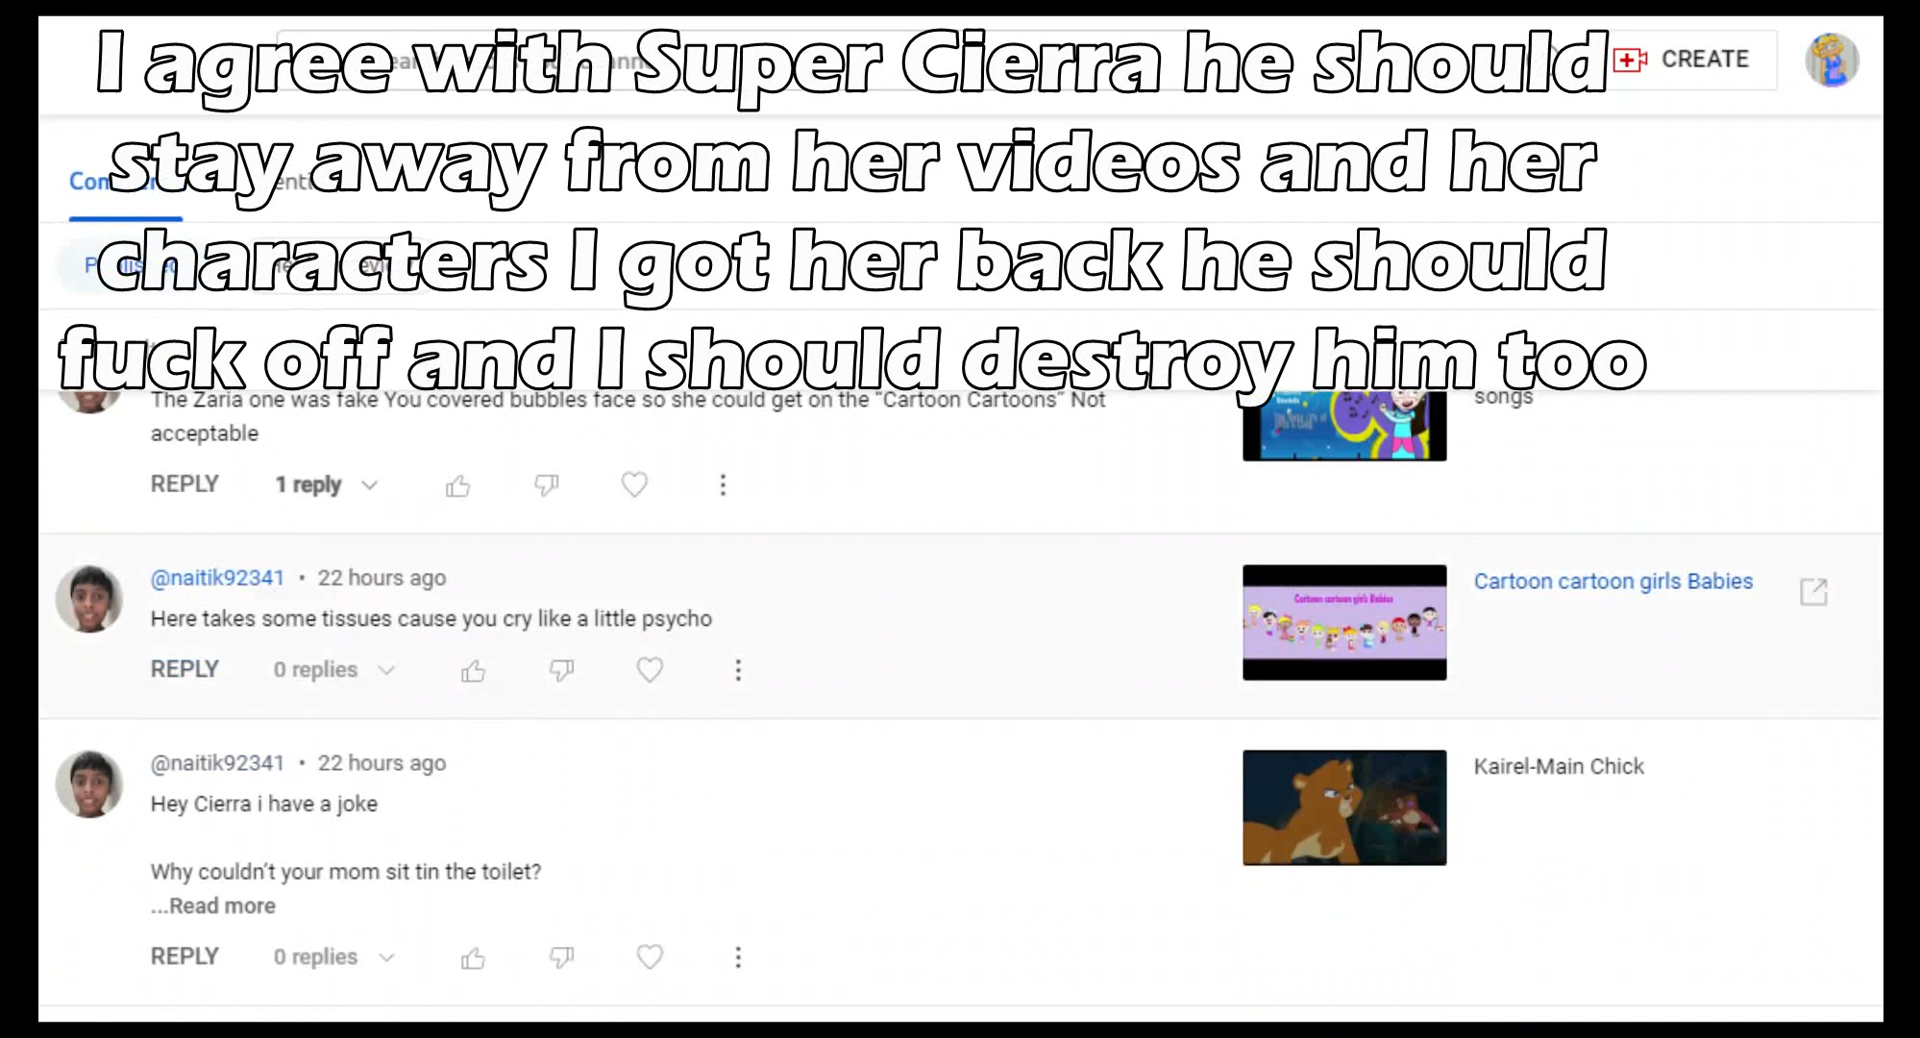 I agree with Super Cierra he should
CREATE
stay away from her videos and her
characters I got her back he should
fuck off and I should destroy him too
The Zaria one was fake You covered bubbles face so she could get on the "Cartoon Cartoons" Not
acceptable
songs
REPLY 1 reply
@naitik92341 • 22 hours ago
Here takes some tissues cause you cry like a little psycho
REPLY 0 replies
Cartoon cartoon girls Babies
Cartoon cartoon girls Babies
@naitik92341 • 22 hours ago
Hey Cierra i have a joke
Why couldn't your mom sit tin the toilet?
...Read more
REPLY 0 replies
Kairel-Main Chick